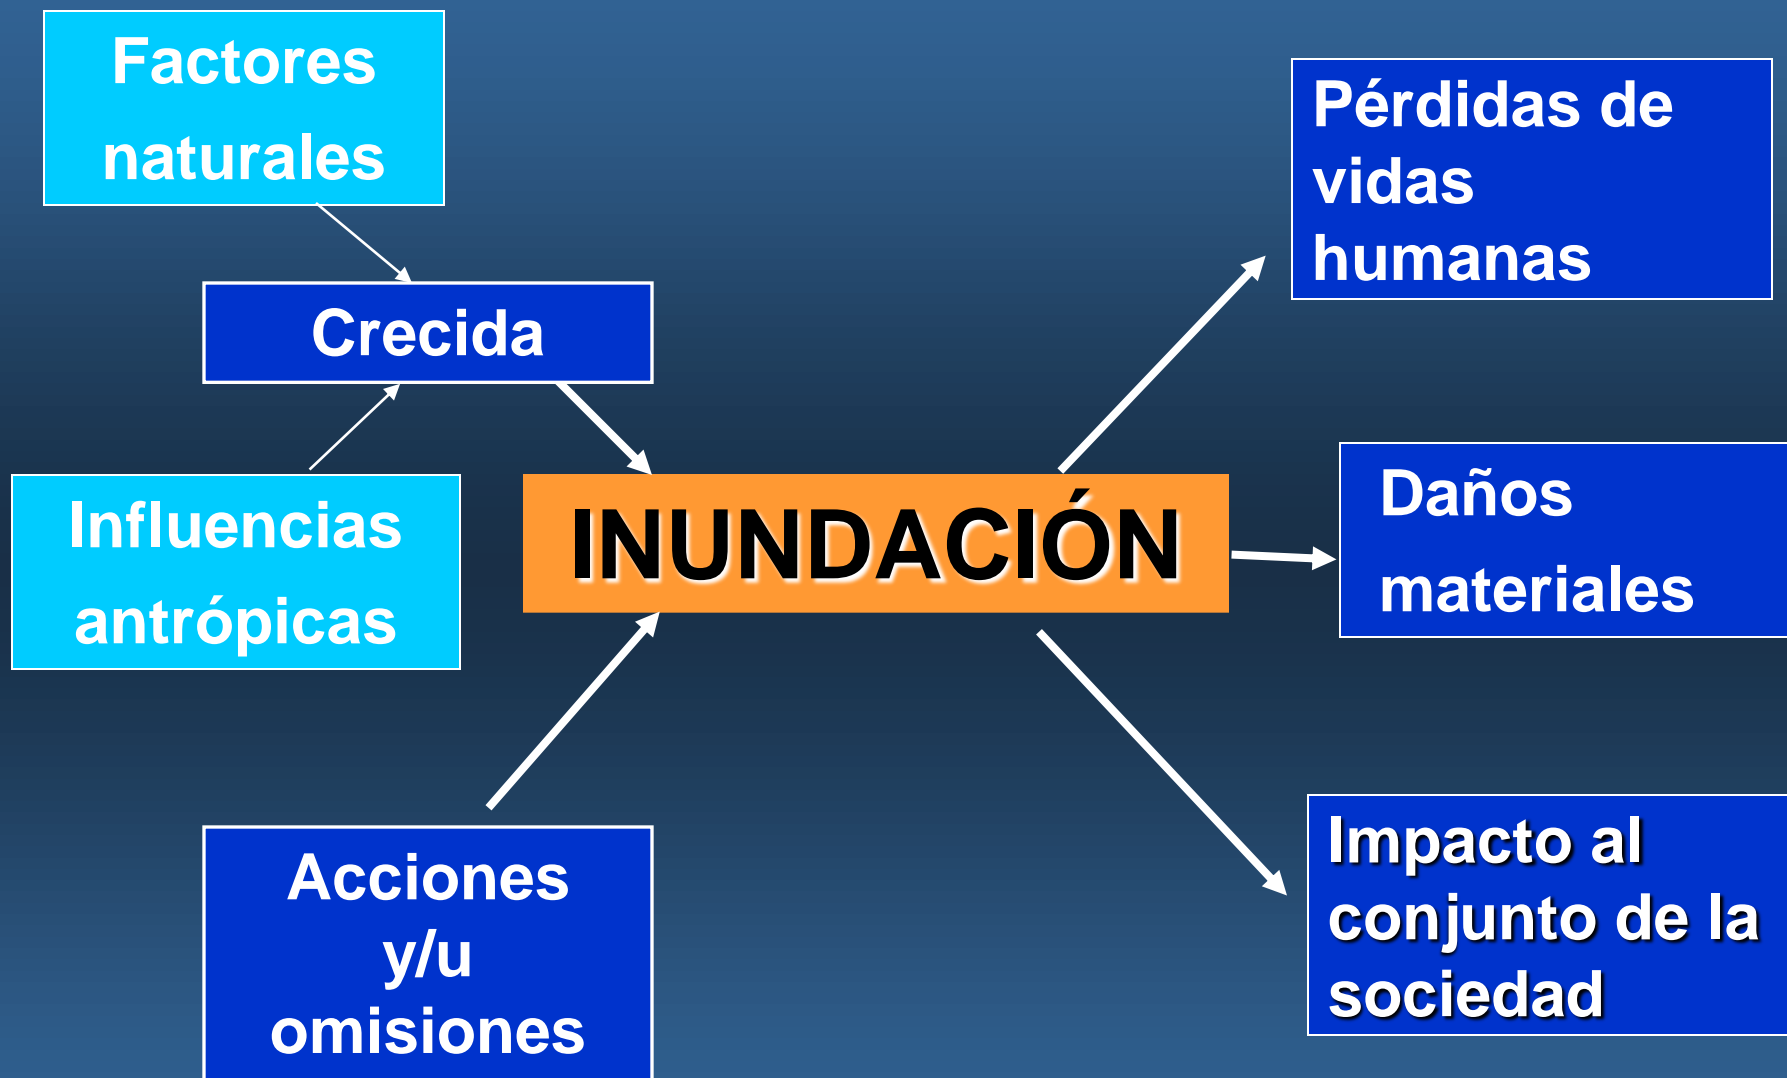 Factores
naturales
Crecida
Influencias
antrópicas
Acciones
y/u
omisiones
INUNDACIÓN
Pérdidas de
vidas
humanas
Daños
materiales
Impacto al
conjunto de la
sociedad